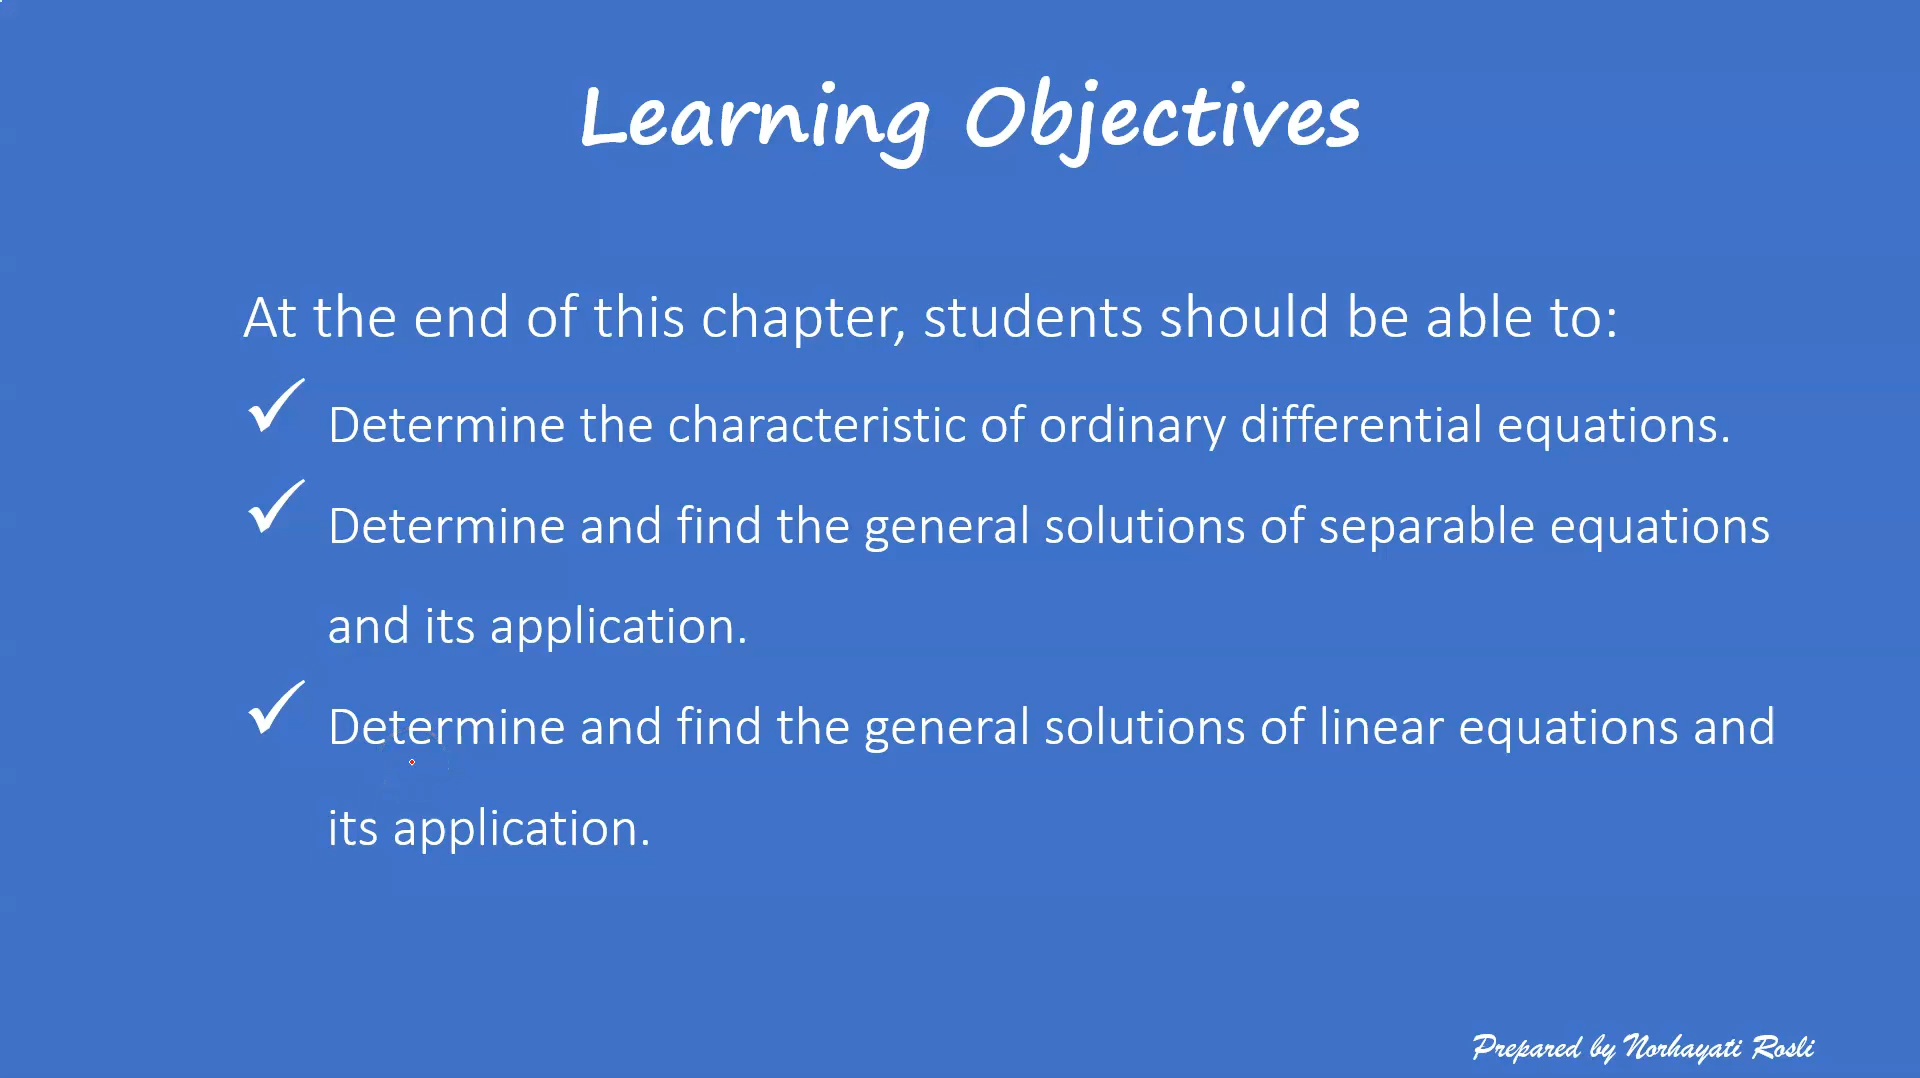 Learning Objectives
At the end of this chapter, students should be able to:
✓ Determine the characteristic of ordinary differential equations.
✓ Determine and find the general solutions of separable equations
and its application.
✓ Determine and find the general solutions of linear equations and
its application.
Prepared by Norhayati Rosli